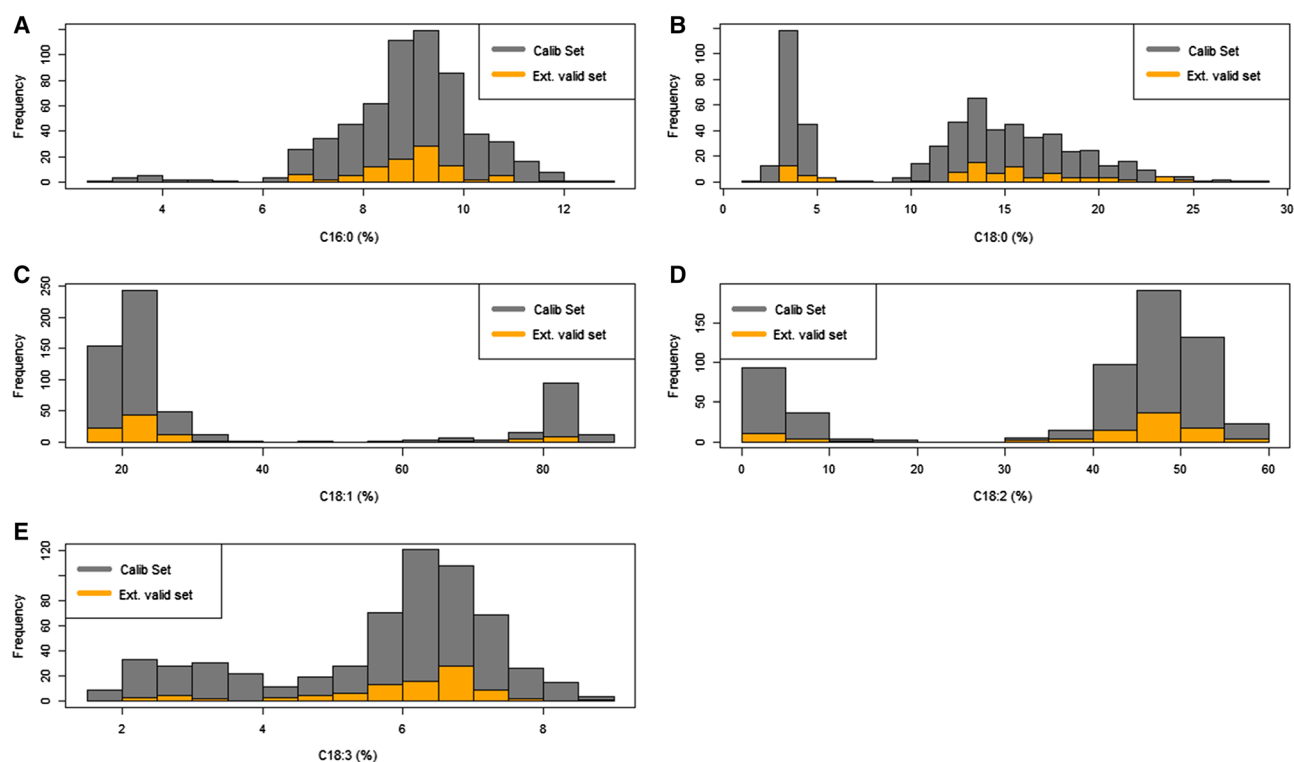 A
Frequency
0 20 40 60 80 100
Calib Set
Ext. valid set
4 6 8 10 12
C16:0 (%)
B
Frequency
0 20 40 60 80 100
Calib Set
Ext. valid set
0 5 10 15 20 25 30
C18:0 (%)
C
Frequency
0 50 100 150 200 250
Calib Set
Ext. valid set
20 40 60 80
C18:1 (%)
D
Frequency
0 50 100 150
Calib Set
Ext. valid set
0 10 20 30 40 50 60
C18:2 (%)
E
Frequency
0 20 40 60 80 120
Calib Set
Ext. valid set
2 4 6 8
C18:3 (%)